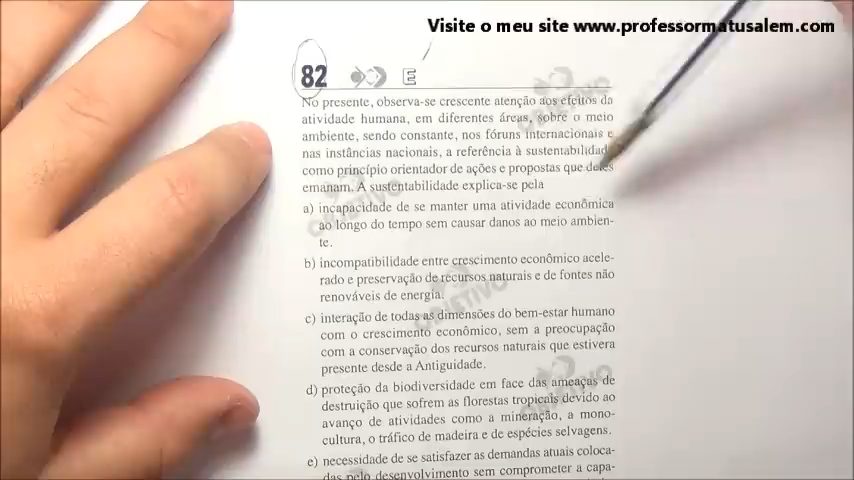 Visite o meu site www.professormatusalem.com
82 E
No presente, observa-se crescente atenção aos efeitos da
atividade humana, em diferentes áreas, sobre o meio
ambiente, sendo constante, nos fóruns internacionais e
nas instâncias nacionais, a referência à sustentabilidade
como princípio orientador de ações e propostas que deles
emanam. A sustentabilidade explica-se pela
a) incapacidade de se manter uma atividade econômica
ao longo do tempo sem causar danos ao meio ambien-
te.
b) incompatibilidade entre crescimento econômico acele-
rado e preservação de recursos naturais e de fontes não
renováveis de energia.
c) interação de todas as dimensões do bem-estar humano
com o crescimento econômico, sem a preocupação
com a conservação dos recursos naturais que estivera
presente desde a Antiguidade.
d) proteção da biodiversidade em face das ameaças de
destruição que sofrem as florestas tropicais devido ao
avanço de atividades como a mineração, a mono-
cultura, o tráfico de madeira e de espécies selvagens.
e) necessidade de se satisfazer as demandas atuais coloca-
das pelo desenvolvimento sem comprometer a capa-